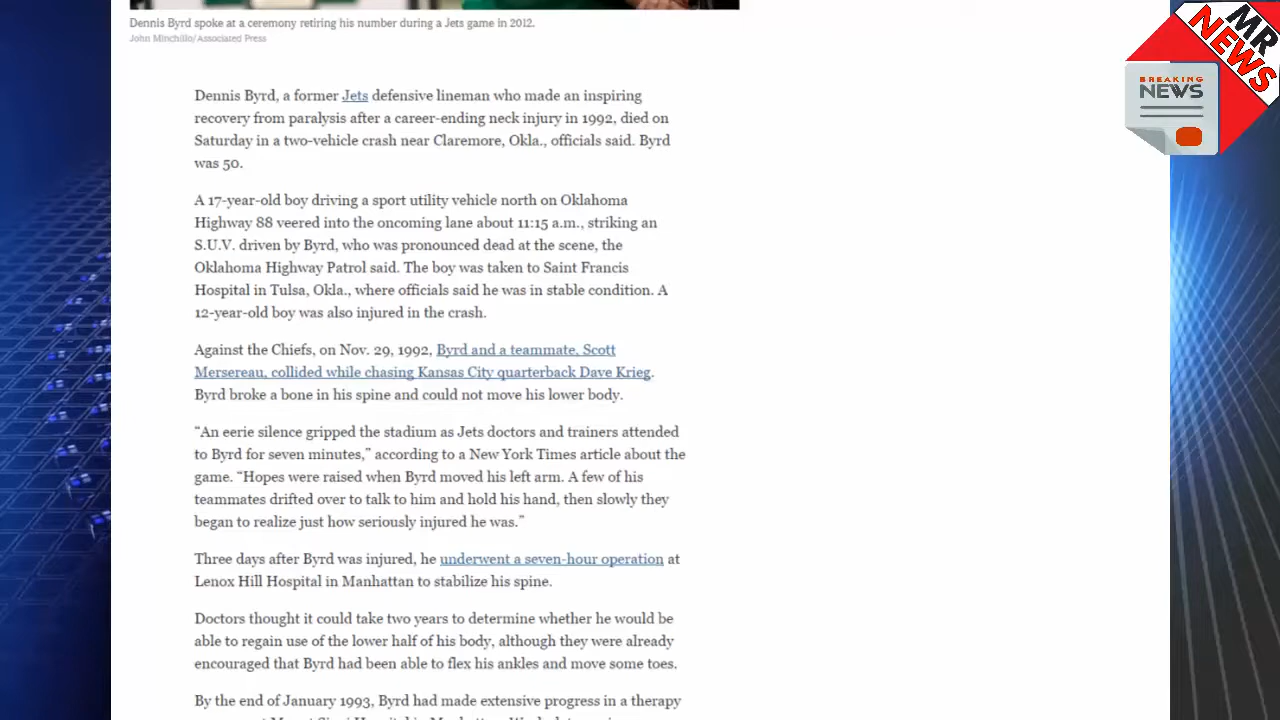 Dennis Byrd spoke at a ceremony retiring his number during a Jets game in 2012.
John Minchillo/Associated Press
MR
NEWS
BREAKING
NEWS
Dennis Byrd, a former Jets defensive lineman who made an inspiring
recovery from paralysis after a career-ending neck injury in 1992, died on
Saturday in a two-vehicle crash near Claremore, Okla., officials said. Byrd
was 50.
A 17-year-old boy driving a sport utility vehicle north on Oklahoma
Highway 88 veered into the oncoming lane about 11:15 a.m., striking an
S.U.V. driven by Byrd, who was pronounced dead at the scene, the
Oklahoma Highway Patrol said. The boy was taken to Saint Francis
Hospital in Tulsa, Okla., where officials said he was in stable condition. A
12-year-old boy was also injured in the crash.
Against the Chiefs, on Nov. 29, 1992, Byrd and a teammate, Scott
Mersereau, collided while chasing Kansas City quarterback Dave Krieg.
Byrd broke a bone in his spine and could not move his lower body.
“An eerie silence gripped the stadium as Jets doctors and trainers attended
to Byrd for seven minutes,” according to a New York Times article about the
game. “Hopes were raised when Byrd moved his left arm. A few of his
teammates drifted over to talk to him and hold his hand, then slowly they
began to realize just how seriously injured he was.”
Three days after Byrd was injured, he underwent a seven-hour operation at
Lenox Hill Hospital in Manhattan to stabilize his spine.
Doctors thought it could take two years to determine whether he would be
able to regain use of the lower half of his body, although they were already
encouraged that Byrd had been able to flex his ankles and move some toes.
By the end of January 1993, Byrd had made extensive progress in a therapy